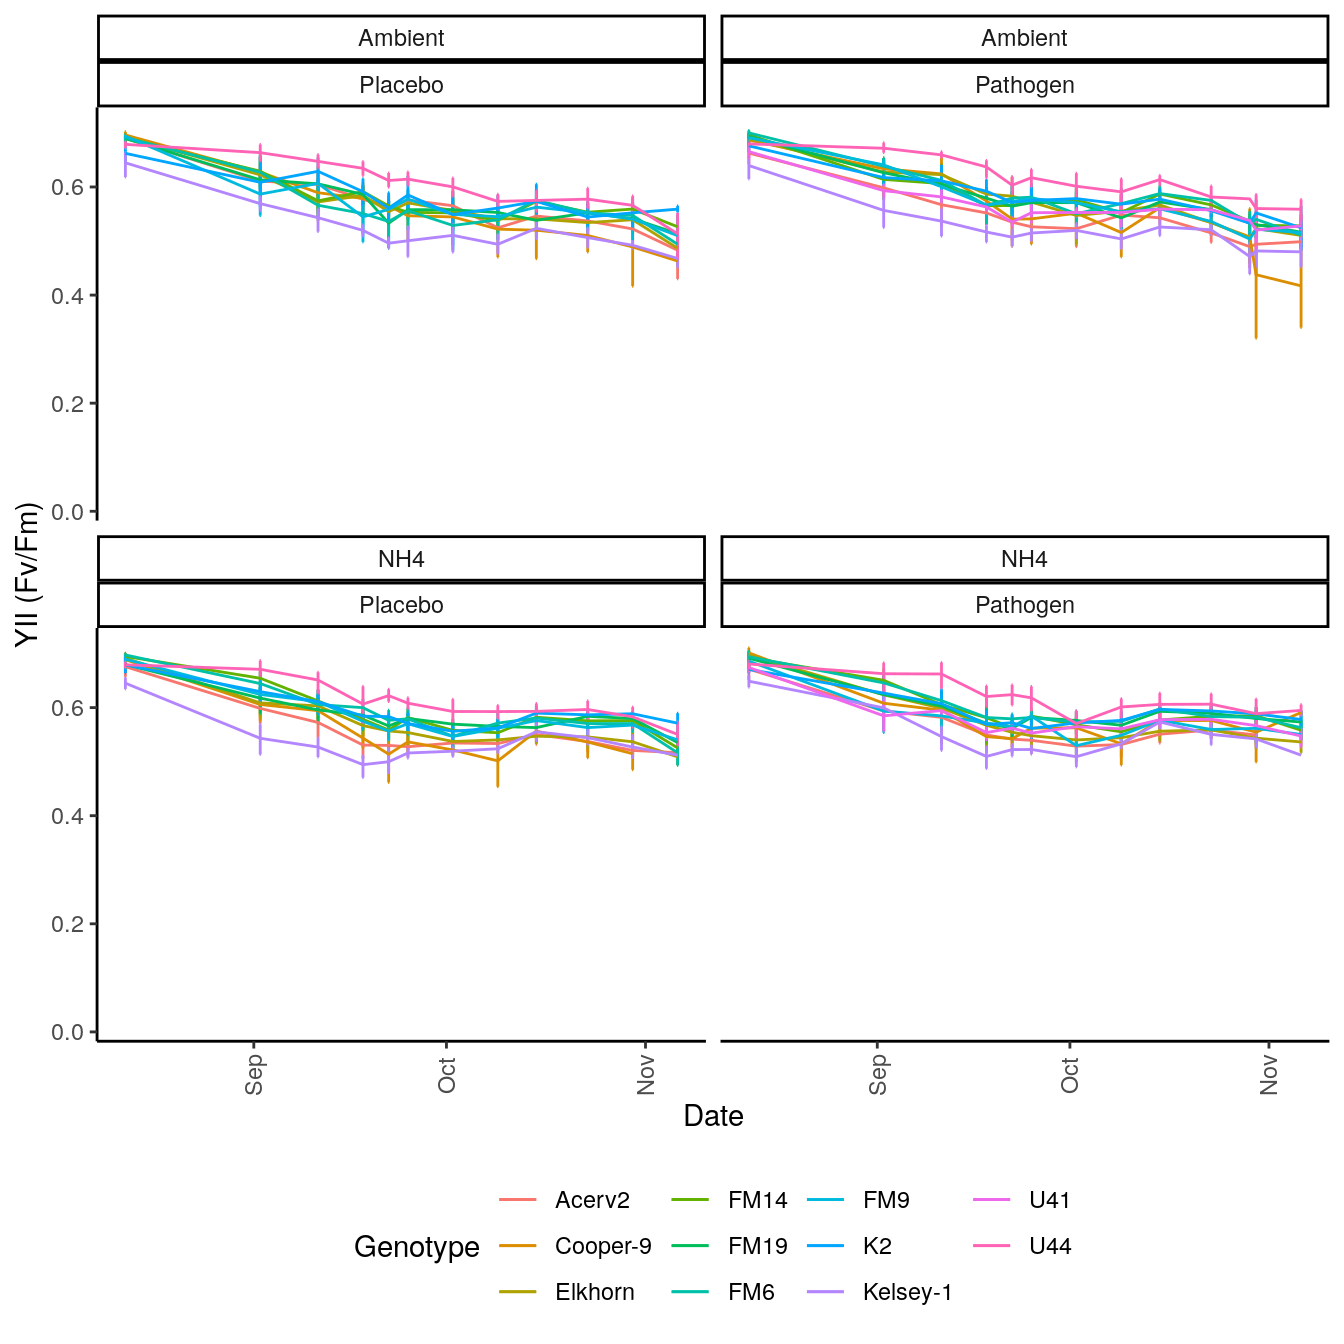 Ambient
Placebo
Ambient
Pathogen
0.6
0.4
0.2
0.0
NH4
Placebo
NH4
Pathogen
0.6
0.4
0.2
0.0
YII (Fv/Fm)
Sep
Oct
Nov
Sep
Oct
Nov
Date
Genotype
Acerv2
Cooper-9
Elkhorn
FM14
FM19
FM6
FM9
K2
Kelsey-1
U41
U44